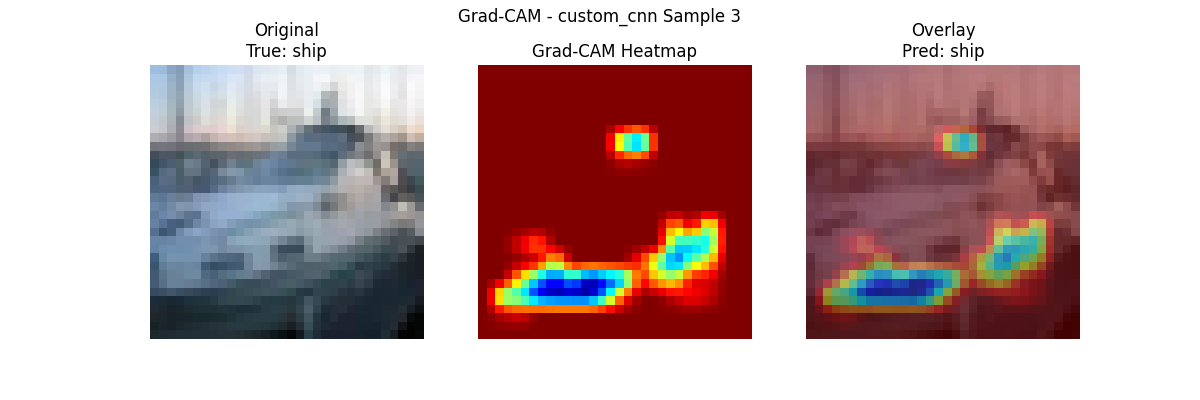 Grad-CAM - custom_cnn Sample 3
Original
True: ship
Grad-CAM Heatmap
Overlay
Pred: ship